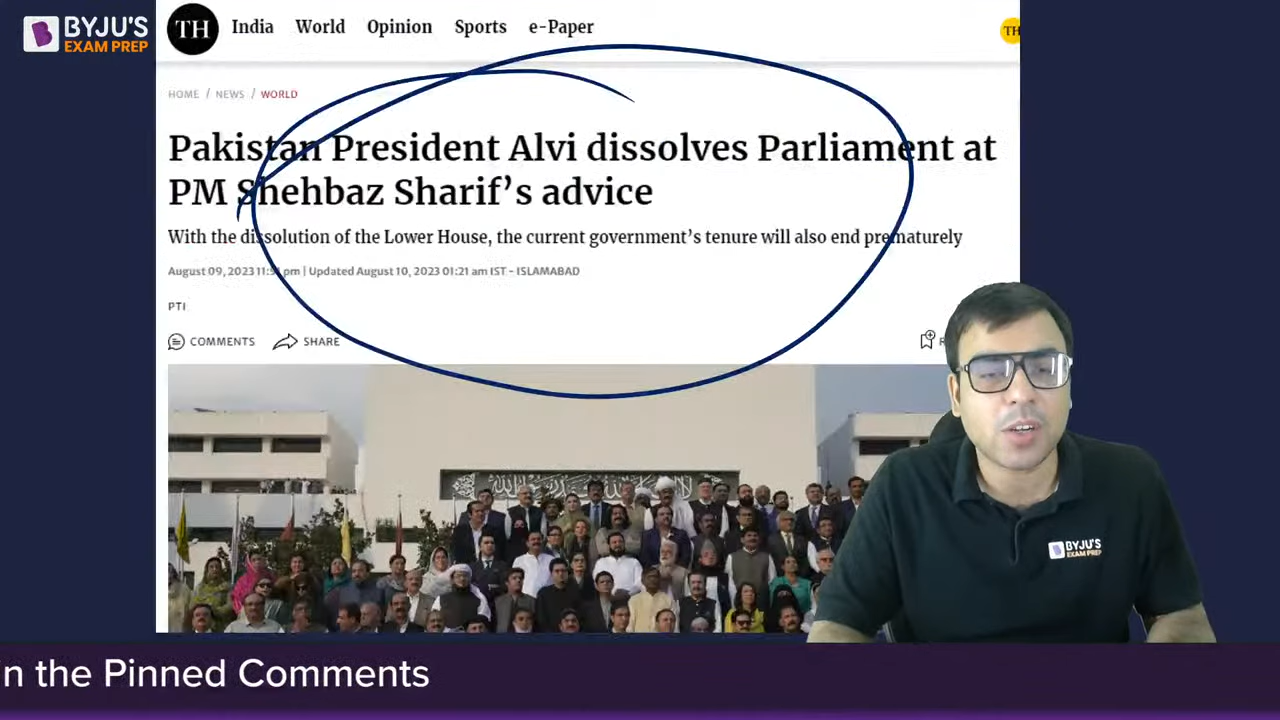 BYJU'S
EXAM PREP
TH
India
World
Opinion
Sports
e-Paper
TH
HOME / NEWS / WORLD
Pakistan President Alvi dissolves Parliament at
PM Shehbaz Sharif’s advice
With the dissolution of the Lower House, the current government’s tenure will also end prematurely
August 09, 2023 11:51 pm | Updated August 10, 2023 01:21 am IST - ISLAMABAD
PTI
COMMENTS
SHARE
R
BYJU'S
EXAM PREP
n the Pinned Comments